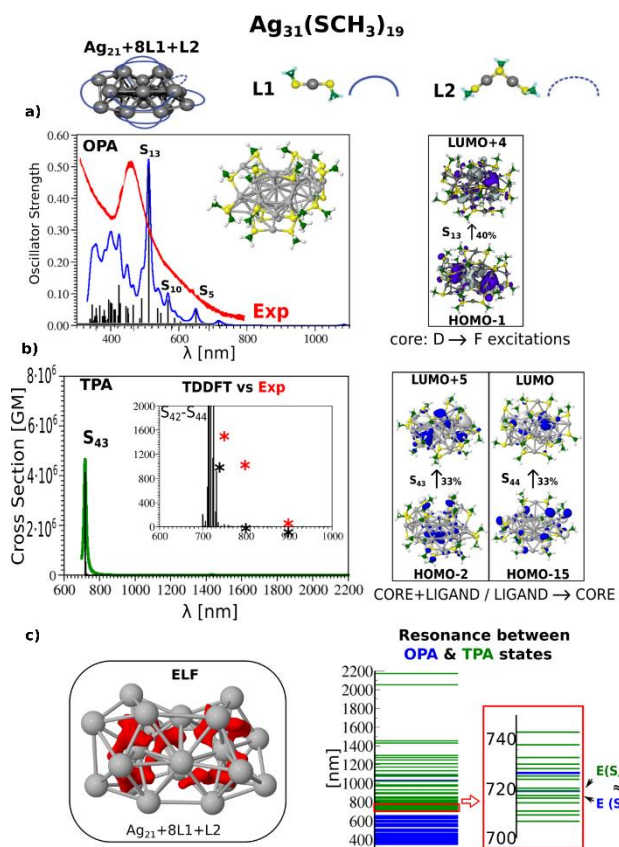 Ag31(SCH3)19
Ag21+8L1+L2
L1
L2
a)
OPA
Oscillator Strength
0.60
0.50
0.40
0.30
0.20
0.10
0.00
S13
S10
S5
Exp
400
600
800
1000
λ [nm]
LUMO+4
S13
40%
HOMO-1
core: D → F excitations
b)
TPA
Cross Section [GM]
8·10^6
6·10^6
4·10^6
2·10^6
0
S43
TDDFT vs Exp
S42-S44
2000
1600
1200
800
400
0
600 700 800 900 1000
600 800 1000 1200 1400 1600 1800 2000 2200
λ [nm]
LUMO+5
LUMO
S43
33%
S44
33%
HOMO-2
HOMO-15
CORE+LIGAND / LIGAND → CORE
c)
ELF
Ag21+8L1+L2
Resonance between
OPA & TPA states
[nm]
2200
2000
1800
1600
1400
1200
1000
800
600
400
740
720
700
≈